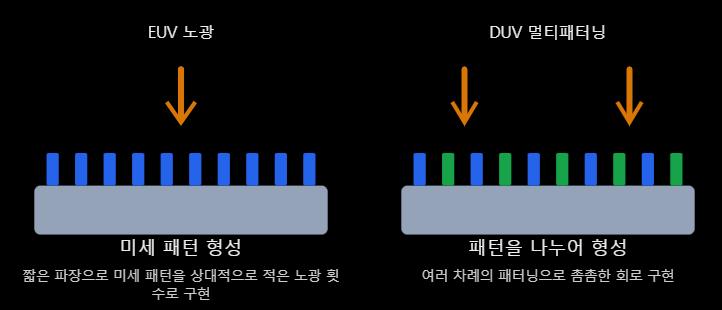 EUV 노광
DUV 멀티패터닝
미세 패턴 형성
짧은 파장으로 미세 패턴을 상대적으로 적은 노광 횟
수로 구현
패턴을 나누어 형성
여러 차례의 패터닝으로 촘촘한 회로 구현